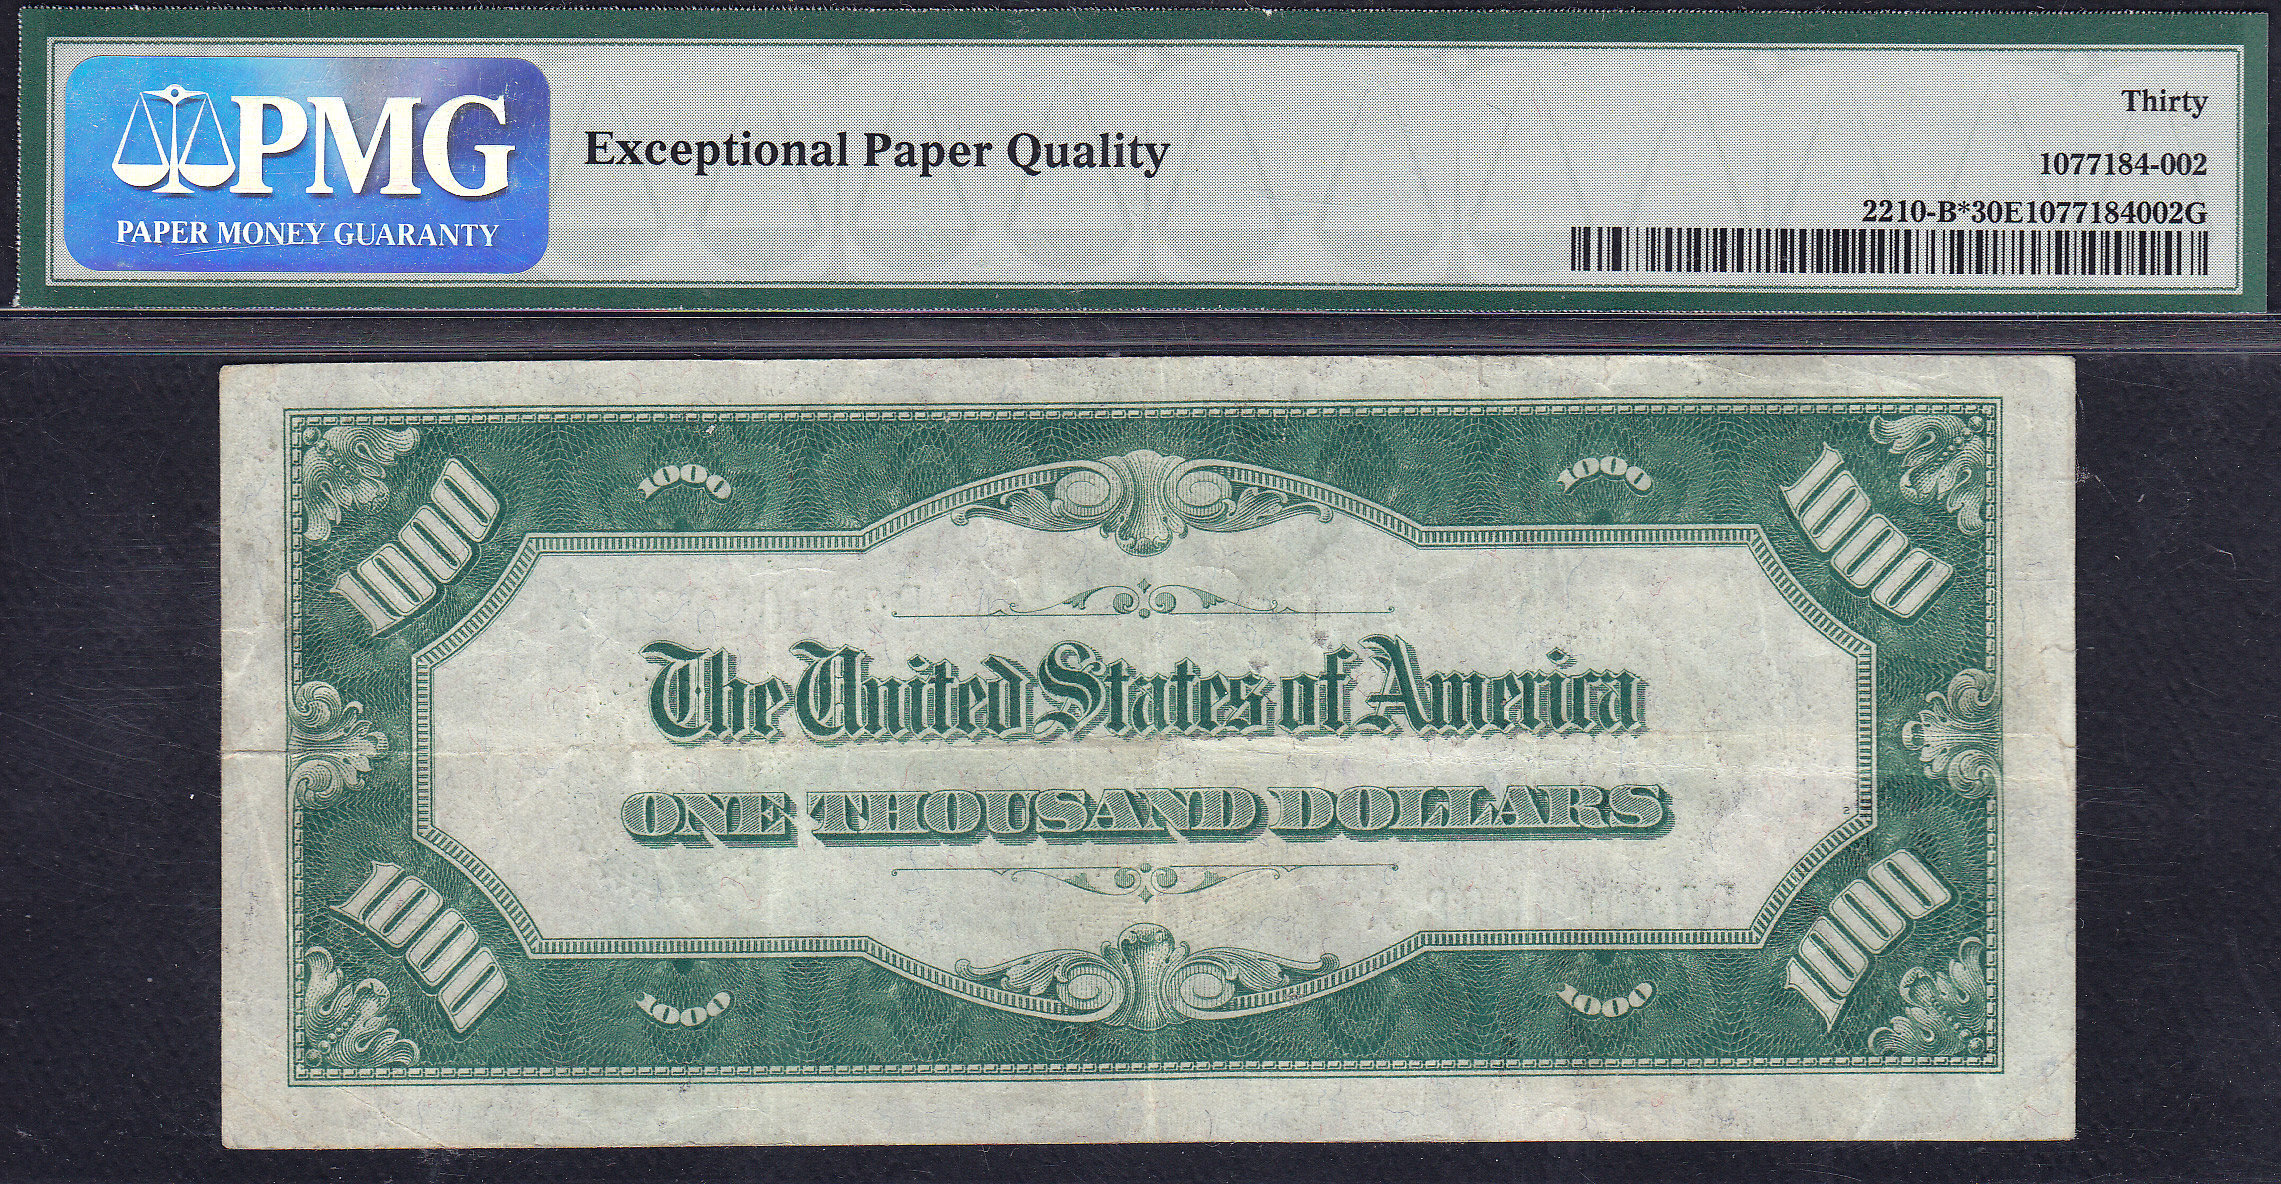 PMG
PAPER MONEY GUARANTY
Exceptional Paper Quality
Thirty
1077184-002
2210-B*30E1077184002G
1000 1000 1000 1000
The United States of America
ONE THOUSAND DOLLARS
1000 1000 1000 1000